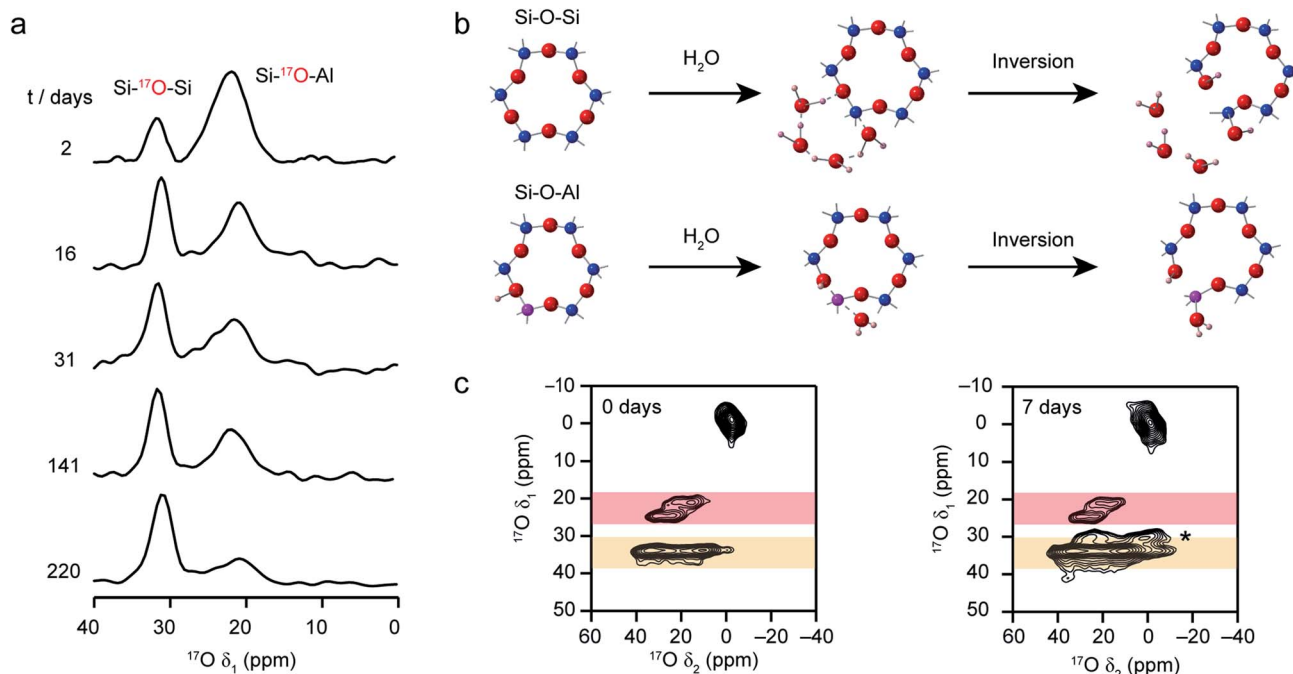 a
t / days
Si-17O-Si
Si-17O-Al
2
16
31
141
220
40 30 20 10 0
17O δ1 (ppm)
b
Si-O-Si
H2O
Inversion
Si-O-Al
H2O
Inversion
c
0 days
–10
0
10
20
30
40
50
17O δ1 (ppm)
60 40 20 0 –20 –40
17O δ2 (ppm)
7 days
–10
0
10
20
30
40
50
17O δ1 (ppm)
*
60 40 20 0 –20 –40
17O δ2 (ppm)